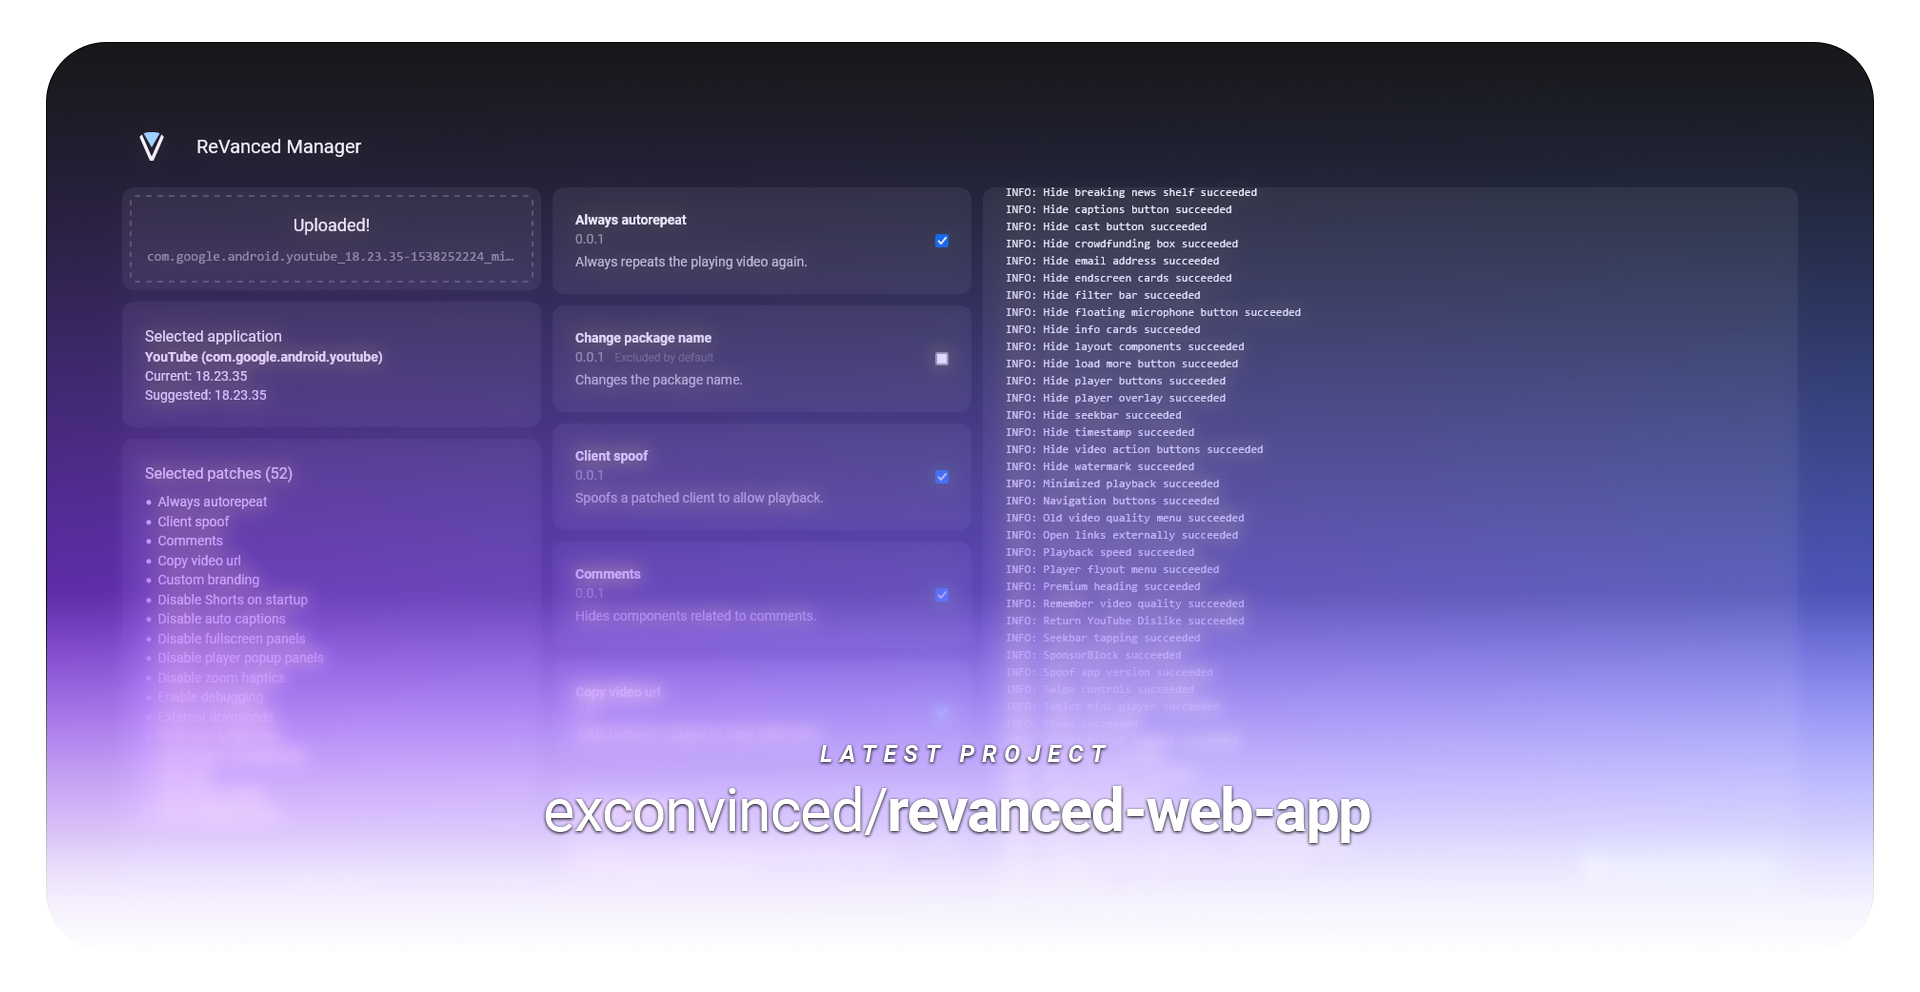 ReVanced Manager
Uploaded!
com.google.android.youtube_18.23.35-1538252224_mi…
Selected application
YouTube (com.google.android.youtube)
Current: 18.23.35
Suggested: 18.23.35
Selected patches (52)
• Always autorepeat
• Client spoof
• Comments
• Copy video url
• Custom branding
• Disable Shorts on startup
• Disable auto captions
• Disable fullscreen panels
• Disable player popup panels
• Disable zoom haptics
• Enable debugging
• External downloads
Always autorepeat
0.0.1
Always repeats the playing video again.
Change package name
0.0.1 Excluded by default
Changes the package name.
Client spoof
0.0.1
Spoofs a patched client to allow playback.
Comments
0.0.1
Hides components related to comments.
Copy video url
INFO: Hide breaking news shelf succeeded
INFO: Hide captions button succeeded
INFO: Hide cast button succeeded
INFO: Hide crowdfunding box succeeded
INFO: Hide email address succeeded
INFO: Hide endscreen cards succeeded
INFO: Hide filter bar succeeded
INFO: Hide floating microphone button succeeded
INFO: Hide info cards succeeded
INFO: Hide layout components succeeded
INFO: Hide load more button succeeded
INFO: Hide player buttons succeeded
INFO: Hide player overlay succeeded
INFO: Hide seekbar succeeded
INFO: Hide timestamp succeeded
INFO: Hide video action buttons succeeded
INFO: Hide watermark succeeded
INFO: Minimized playback succeeded
INFO: Navigation buttons succeeded
INFO: Old video quality menu succeeded
INFO: Open links externally succeeded
INFO: Playback speed succeeded
INFO: Player flyout menu succeeded
INFO: Premium heading succeeded
INFO: Remember video quality succeeded
INFO: Return YouTube Dislike succeeded
INFO: Seekbar tapping succeeded
INFO: SponsorBlock succeeded
INFO: Spoof app version succeeded
INFO: Swipe controls succeeded
INFO: Tablet mini player succeeded
INFO: Theme succeeded
LATEST PROJECT
exconvinced/revanced-web-app